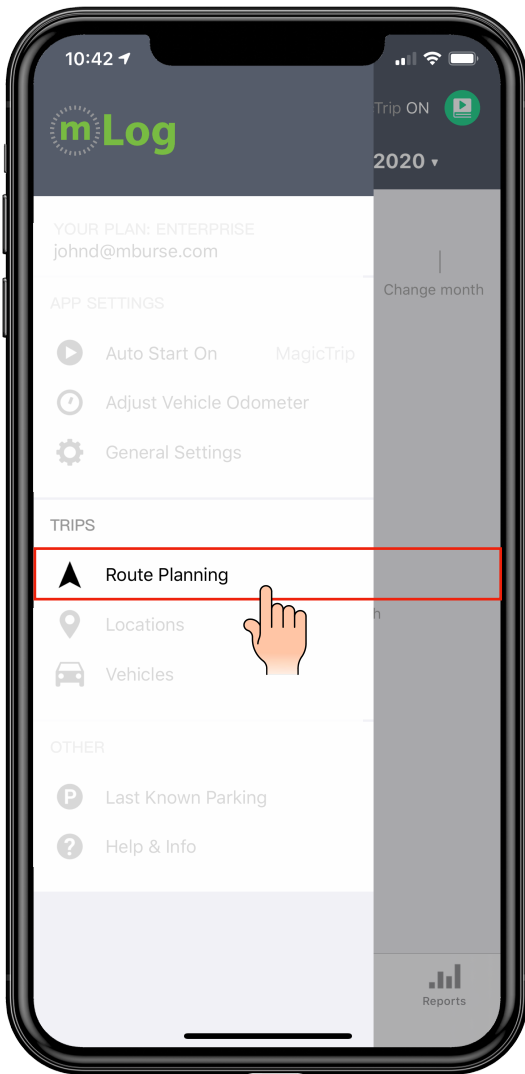 10:42
mLog
Trip ON
2020
YOUR PLAN: ENTERPRISE
johnd@mburse.com
Change month
APP SETTINGS
Auto Start On MagicTrip
Adjust Vehicle Odometer
General Settings
TRIPS
Route Planning
h
Locations
Vehicles
OTHER
P Last Known Parking
? Help & Info
Reports